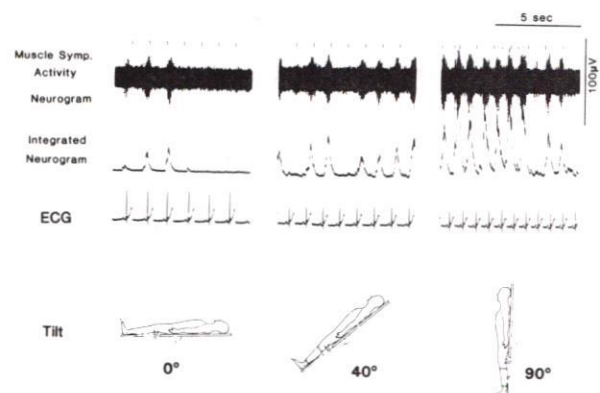 5 sec
Muscle Symp.
Activity
Neurogram
100µV
Integrated
Neurogram
ECG
Tilt
0°
40°
90°